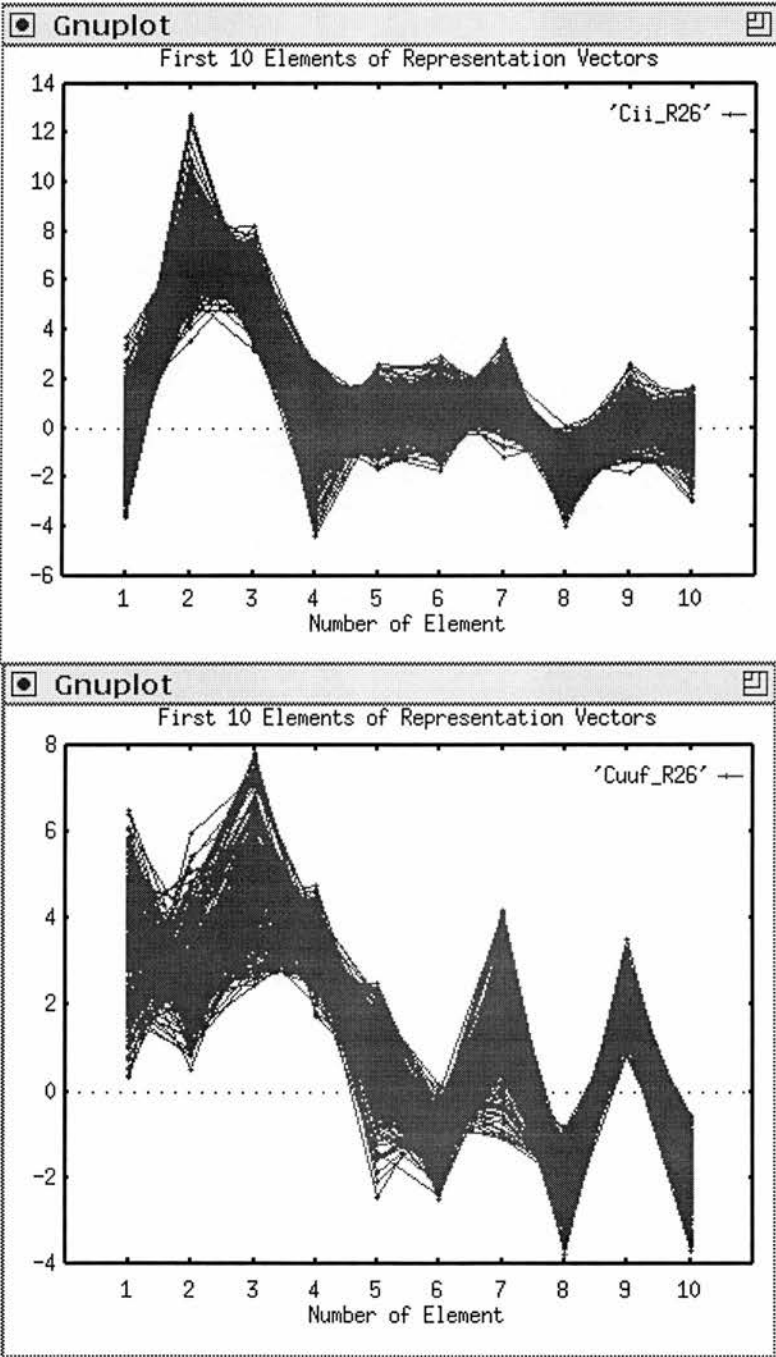 Gnuplot
First 10 Elements of Representation Vectors
'Cii_R26'
14
12
10
8
6
4
2
0
-2
-4
-6
1 2 3 4 5 6 7 8 9 10
Number of Element
Gnuplot
First 10 Elements of Representation Vectors
'Cuuf_R26'
8
6
4
2
0
-2
-4
1 2 3 4 5 6 7 8 9 10
Number of Element